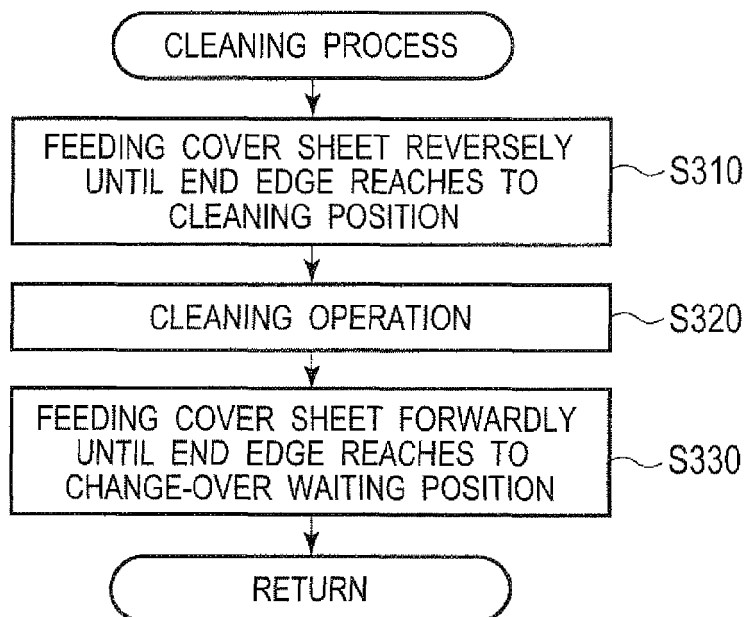 CLEANING PROCESS
FEEDING COVER SHEET REVERSELY
UNTIL END EDGE REACHES TO
CLEANING POSITION
S310
CLEANING OPERATION
S320
FEEDING COVER SHEET FORWARDLY
UNTIL END EDGE REACHES TO
CHANGE-OVER WAITING POSITION
S330
RETURN